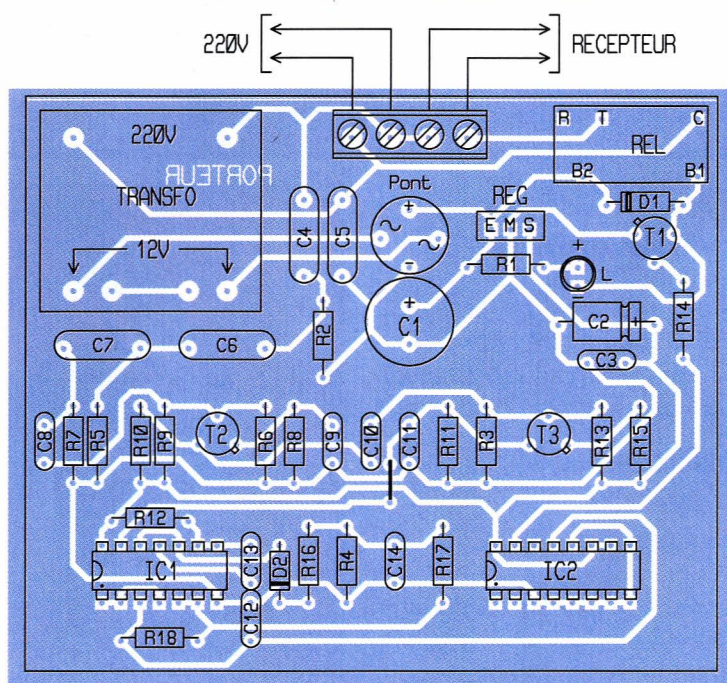 220V
RECEPTEUR
220V
PORTEUR
TRANSFO
12V
R T C
REL
B2 B1
Pont
REG
E M S
D1
T1
C4
C5
R1
L
C1
C2
R14
R2
C3
C7
C6
C8
R7
R5
R10
R9
T2
R6
R8
C9
C10
C11
R11
R3
T3
R13
R15
R12
IC1
C13
D2
R16
R4
C14
R17
IC2
C12
R18